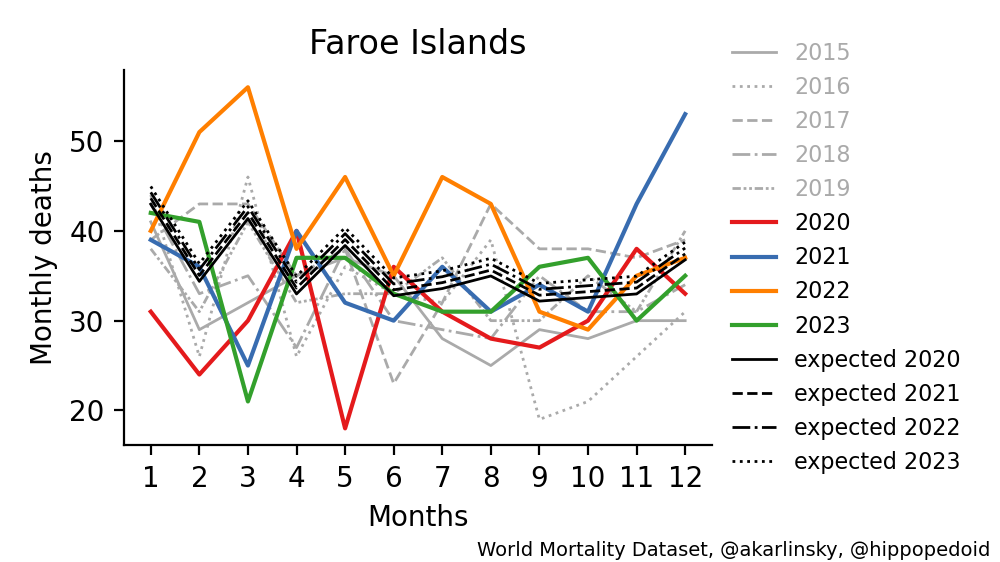 Faroe Islands
Monthly deaths
50
40
30
20
1 2 3 4 5 6 7 8 9 10 11 12
Months
2015
2016
2017
2018
2019
2020
2021
2022
2023
expected 2020
expected 2021
expected 2022
expected 2023
World Mortality Dataset, @akarlinsky, @hippopedoid